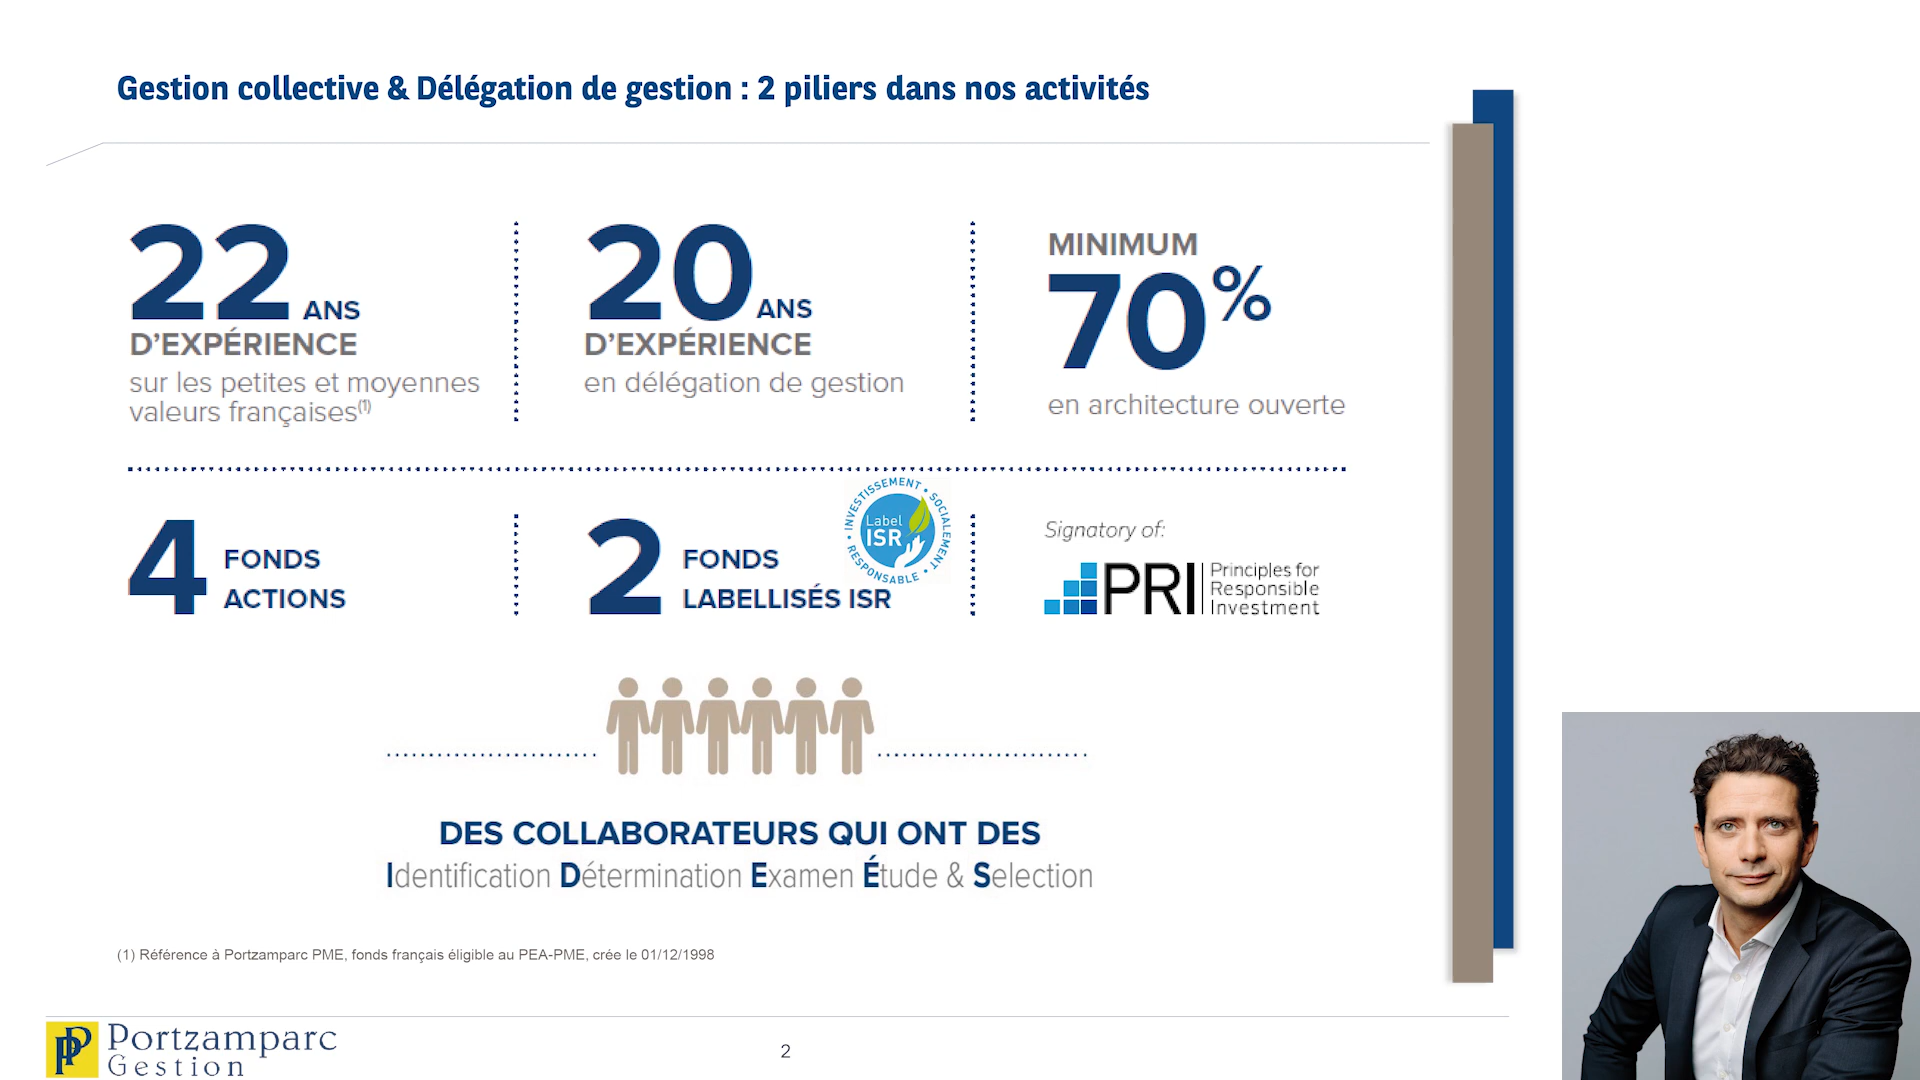 Gestion collective & Délégation de gestion : 2 piliers dans nos activités
22 ANS
D'EXPÉRIENCE
sur les petites et moyennes
valeurs françaises(1)
20 ANS
D'EXPÉRIENCE
en délégation de gestion
MINIMUM
70%
en architecture ouverte
4 FONDS
ACTIONS
2 FONDS
LABELLISÉS ISR
INVESTISSEMENT • SOCIALEMENT • RESPONSABLE •
Label
ISR
Signatory of:
PRI
Principles for
Responsible
Investment
DES COLLABORATEURS QUI ONT DES
Identification Détermination Examen Étude & Selection
(1) Référence à Portzamparc PME, fonds français éligible au PEA-PME, crée le 01/12/1998
PP
Portzamparc
Gestion
2